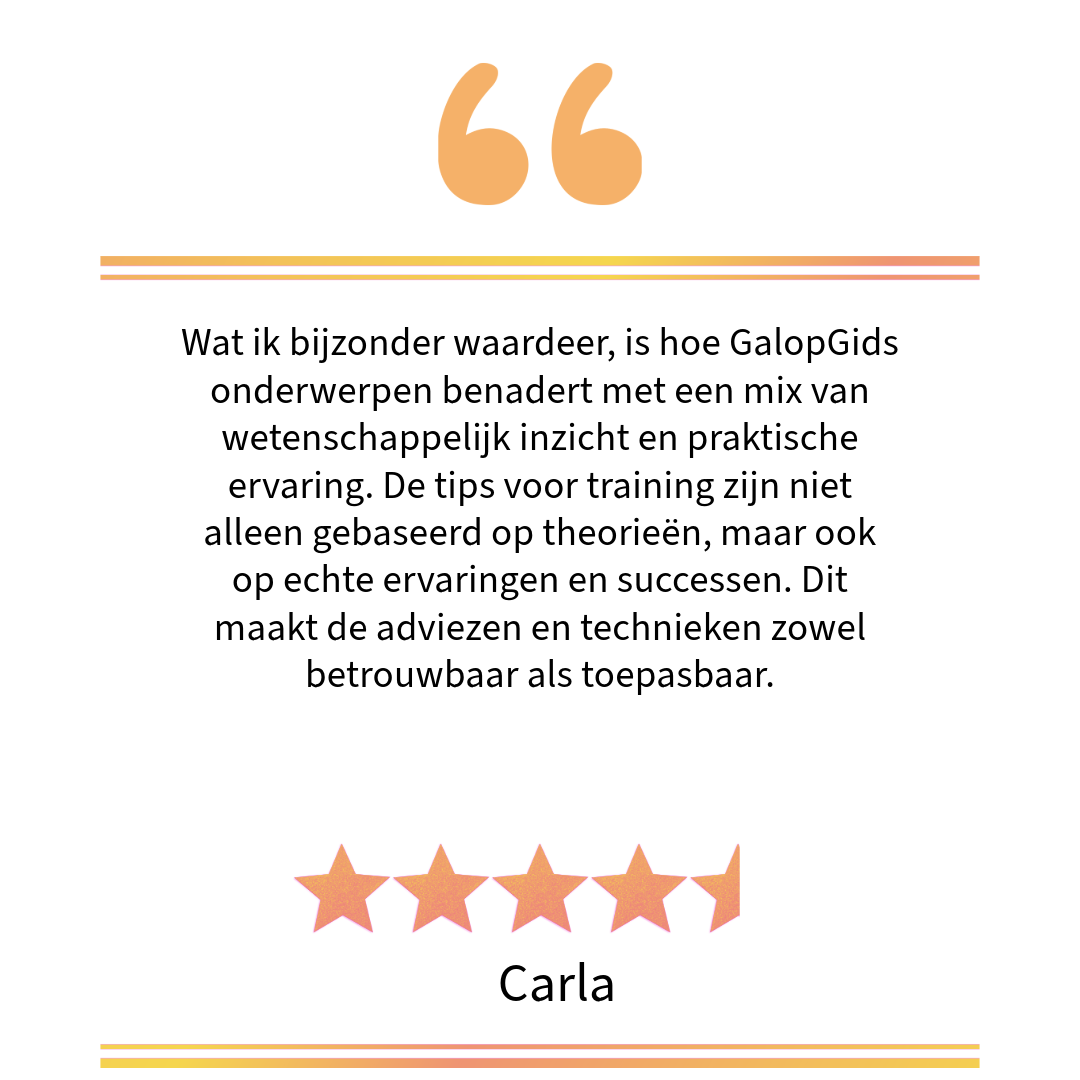 Wat ik bijzonder waardeer, is hoe GalopGids
onderwerpen benadert met een mix van
wetenschappelijk inzicht en praktische
ervaring. De tips voor training zijn niet
alleen gebaseerd op theorieën, maar ook
op echte ervaringen en successen. Dit
maakt de adviezen en technieken zowel
betrouwbaar als toepasbaar.
Carla